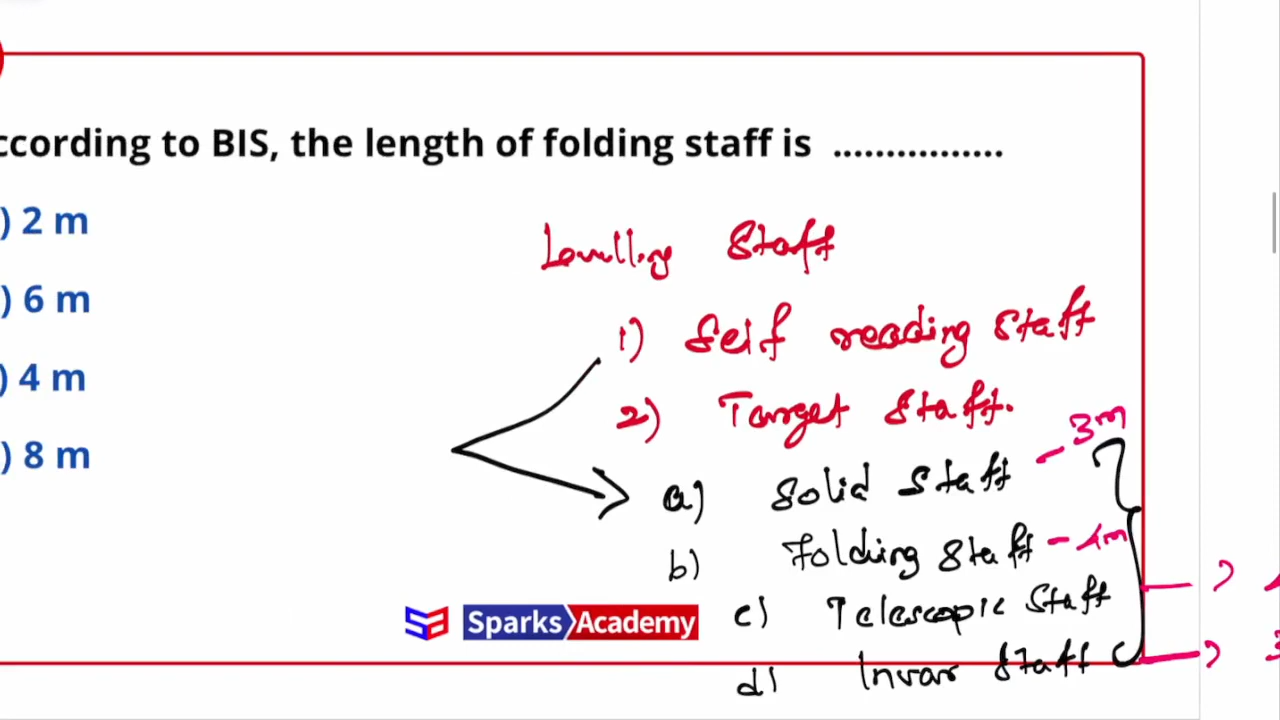 ccording to BIS, the length of folding staff is ................
) 2 m
) 6 m
) 4 m
) 8 m
Levelling Staff
1) Self reading Staff
2) Target Staff.
a) Solid Staff - 3m
b) Folding Staff - 4m
c) Telescopic Staff
d) Invar Staff
Sparks Academy